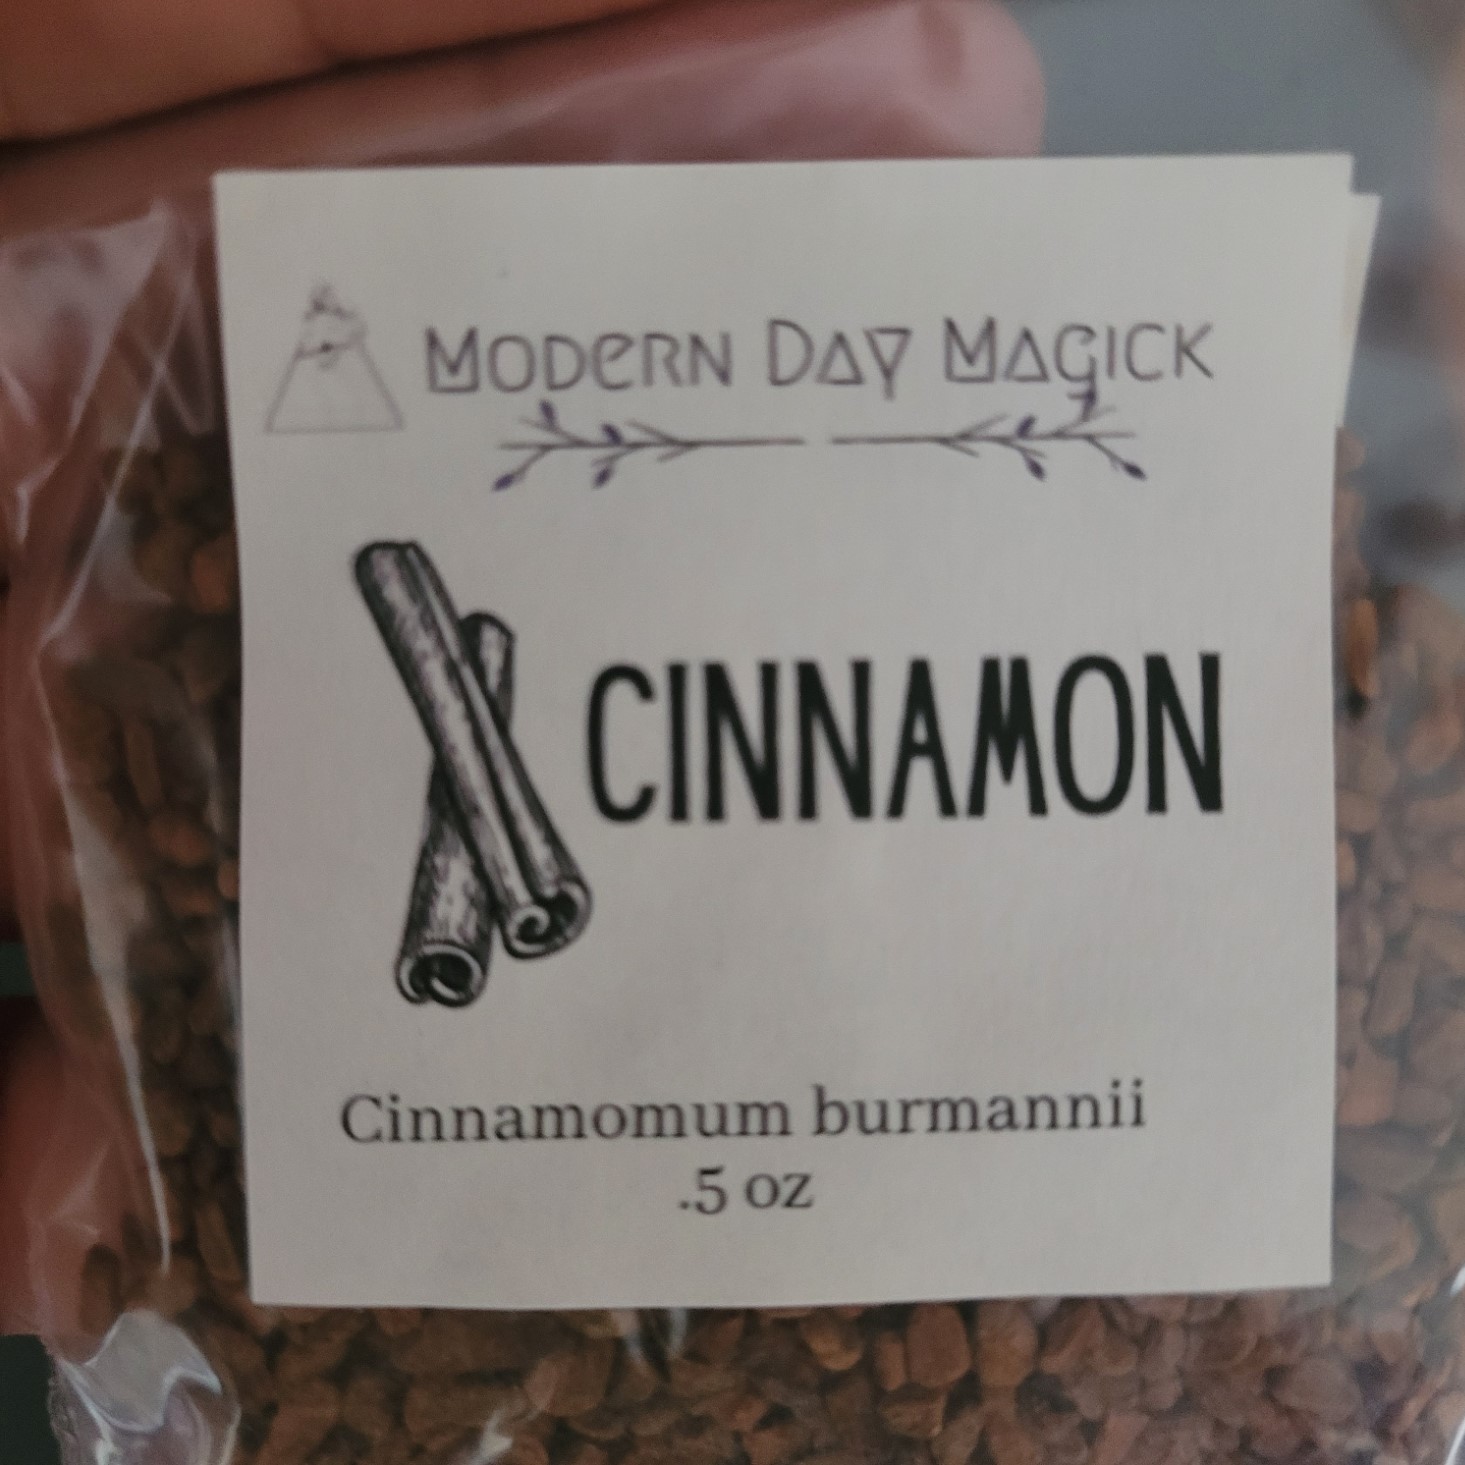 MODERN DAY MAGICK
CINNAMON
Cinnamomum burmannii
.5 oz